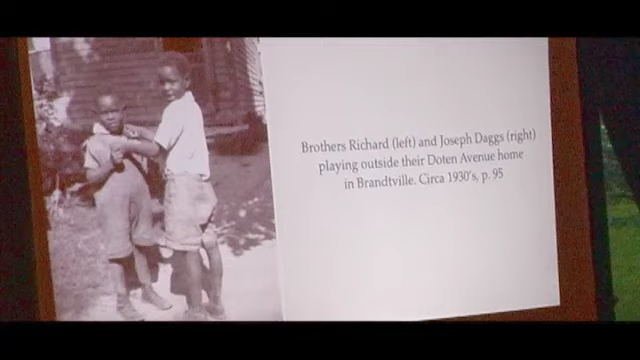 Brothers Richard (left) and Joseph Daggs (right)
playing outside their Doten Avenue home
in Brandtville. Circa 1930's, p. 95